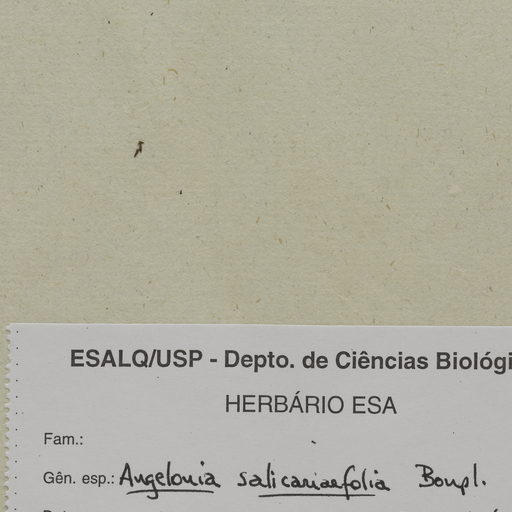 ESALQ/USP - Depto. de Ciências Biológi
HERBÁRIO ESA
Fam.:
Gên. esp.: Angelonia salicariaefolia Bonpl.